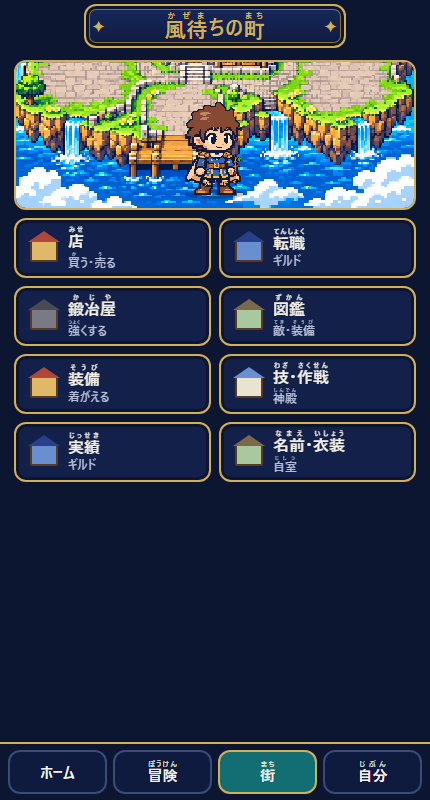 かぜま まち
風待ちの町
みせ
店
か う
買う・売る
てんしょく
転職
ギルド
かじや
鍛冶屋
つよ
強くする
ずかん
図鑑
てき そうび
敵・装備
そうび
装備
き
着がえる
わざ さくせん
技・作戦
しんでん
神殿
じっせき
実績
ギルド
なまえ いしょう
名前・衣装
じしつ
自室
ホーム
ぼうけん
冒険
まち
街
じぶん
自分